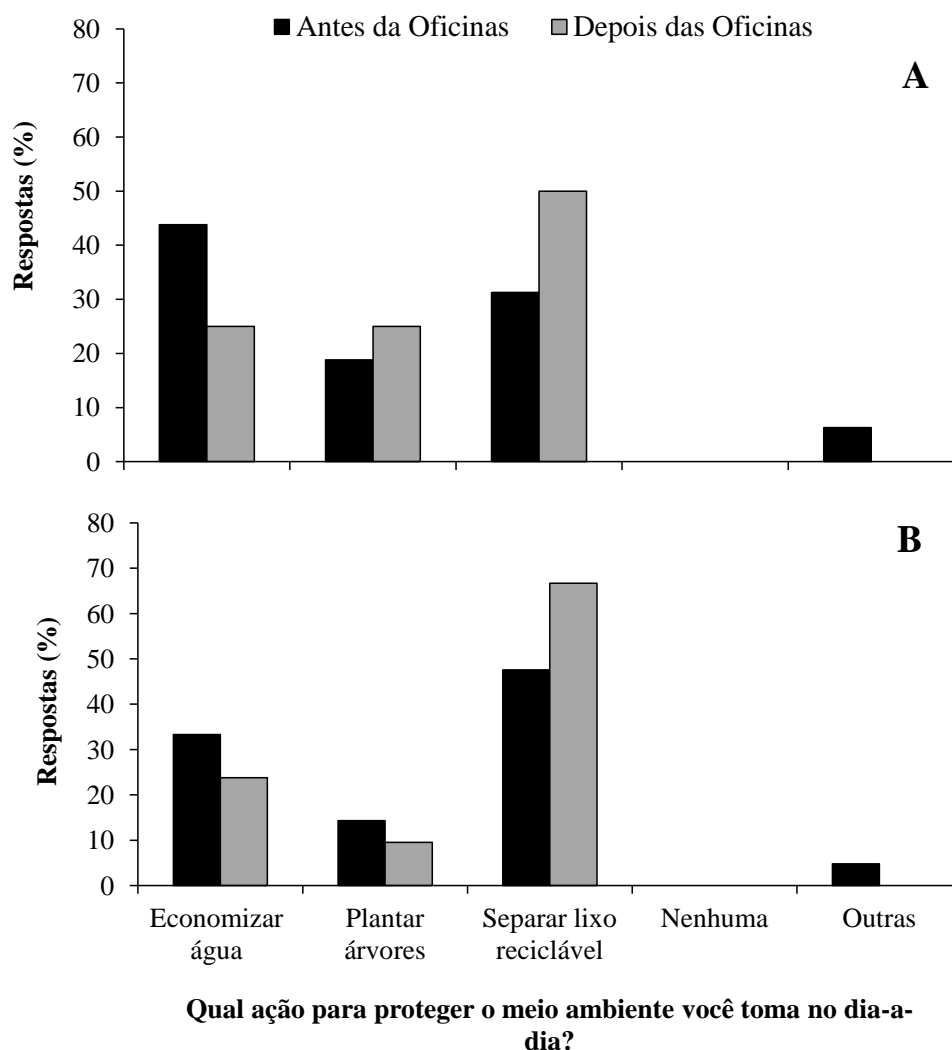 Antes da Oficinas Depois das Oficinas
A
Respostas (%)
80
70
60
50
40
30
20
10
0
B
Respostas (%)
80
70
60
50
40
30
20
10
0
Economizar
água
Plantar
árvores
Separar lixo
reciclável
Nenhuma
Outras
Qual ação para proteger o meio ambiente você toma no dia-a-
dia?